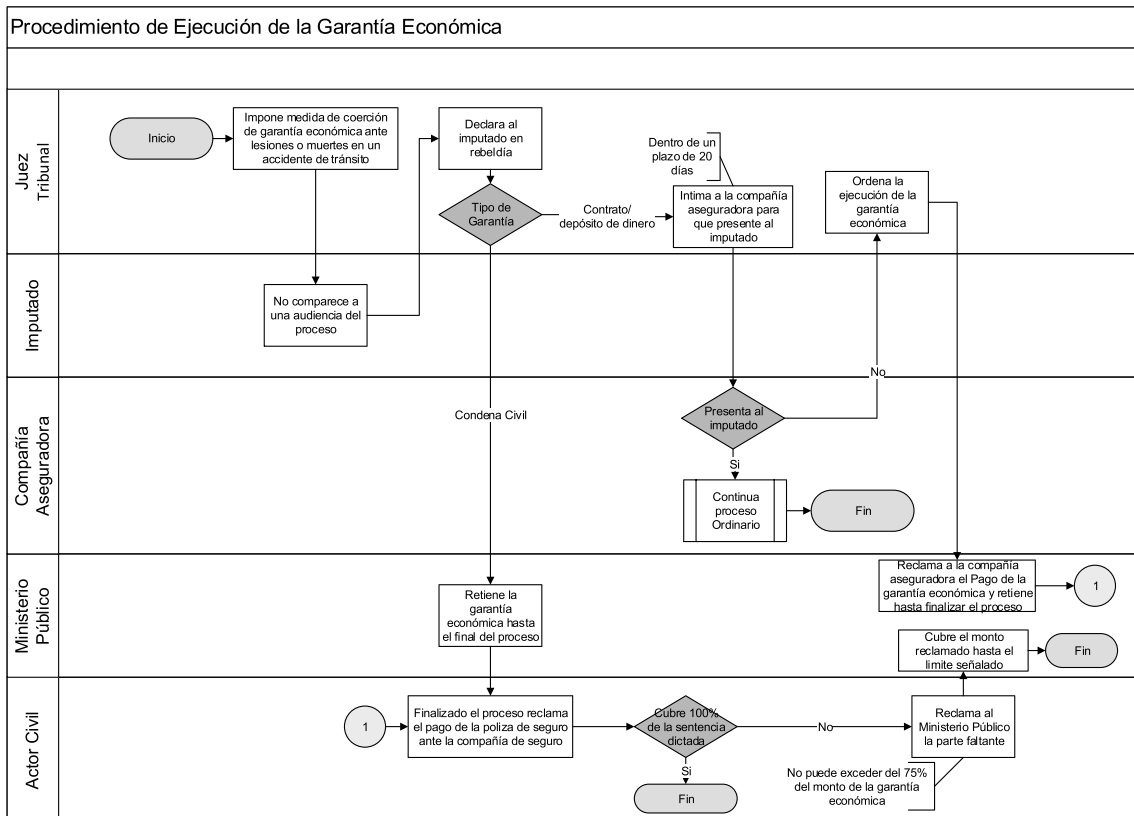 Procedimiento de Ejecución de la Garantía Económica
Juez
Tribunal
Inicio
Impone medida de coerción
de garantía económica ante
lesiones o muertes en un
accidente de tránsito
Declara al
imputado en
rebeldía
Tipo de
Garantía
Contrato/
depósito de dinero
Dentro de un
plazo de 20
días
Intima a la compañía
aseguradora para
que presente al
imputado
Ordena la
ejecución de la
garantía
económica
Imputado
No comparece a
una audiencia del
proceso
No
Compañía
Aseguradora
Condena Civil
Presenta al
imputado
Si
Continua
proceso
Ordinario
Fin
Ministerio
Público
Retiene la
garantía
económica hasta
el final del proceso
Reclama a la compañía
aseguradora el Pago de la
garantía económica y retiene
hasta finalizar el proceso
1
Cubre el monto
reclamado hasta el
limite señalado
Fin
Actor Civil
1
Finalizado el proceso reclama
el pago de la poliza de seguro
ante la compañía de seguro
Cubre 100%
de la sentencia
dictada
No
Reclama al
Ministerio Público
la parte faltante
Si
Fin
No puede exceder del 75%
del monto de la garantía
económica